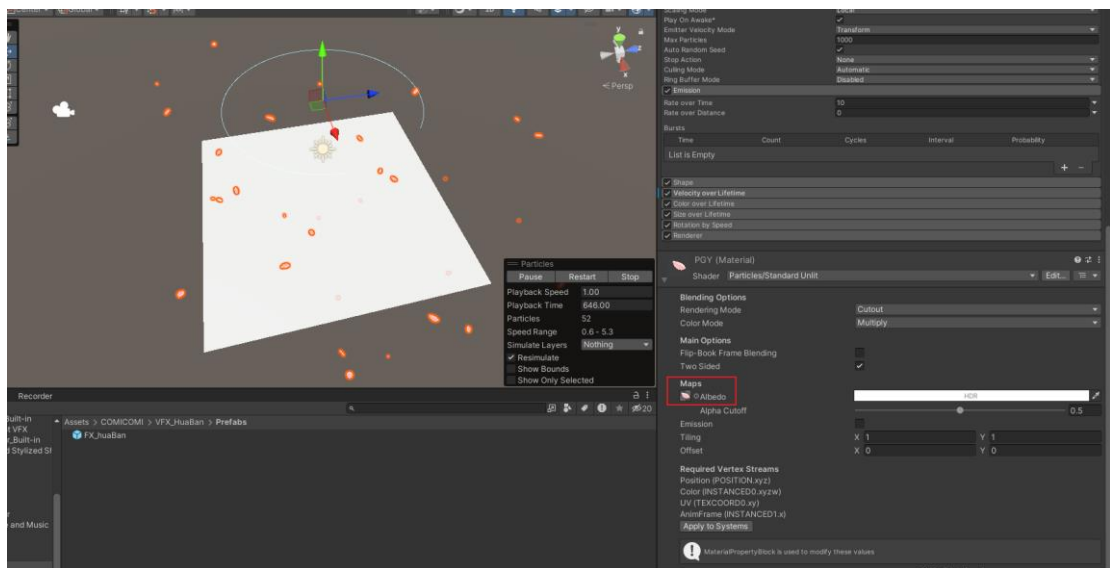 Center
Global
Persp
y
z
x
Particles
Pause Restart Stop
Playback Speed 1.00
Playback Time 646.00
Particles 52
Speed Range 0.6 - 5.3
Simulate Layers Nothing
Resimulate
Show Bounds
Show Only Selected
Recorder
20
Assets > COMICOMI > VFX_HuaBan > Prefabs
FX_huaBan
Built-in
t VFX
r_Built-in
d Stylized S
y
and Music
Scaling Mode Local
Play On Awake*
Emitter Velocity Mode Transform
Max Particles 1000
Auto Random Seed
Stop Action None
Culling Mode Automatic
Ring Buffer Mode Disabled
Emission
Rate over Time 10
Rate over Distance 0
Bursts
Time Count Cycles Interval Probability
List is Empty
+ -
Shape
Velocity over Lifetime
Color over Lifetime
Size over Lifetime
Rotation by Speed
Renderer
PGY (Material)
Shader Particles/Standard Unlit Edit...
Blending Options
Rendering Mode Cutout
Color Mode Multiply
Main Options
Flip-Book Frame Blending
Two Sided
Maps
Albedo HDR
Alpha Cutoff 0.5
Emission
Tiling X 1 Y 1
Offset X 0 Y 0
Required Vertex Streams
Position (POSITION.xyz)
Color (INSTANCED0.xyzw)
UV (TEXCOORD0.xy)
AnimFrame (INSTANCED1.x)
Apply to Systems
MaterialPropertyBlock is used to modify these values